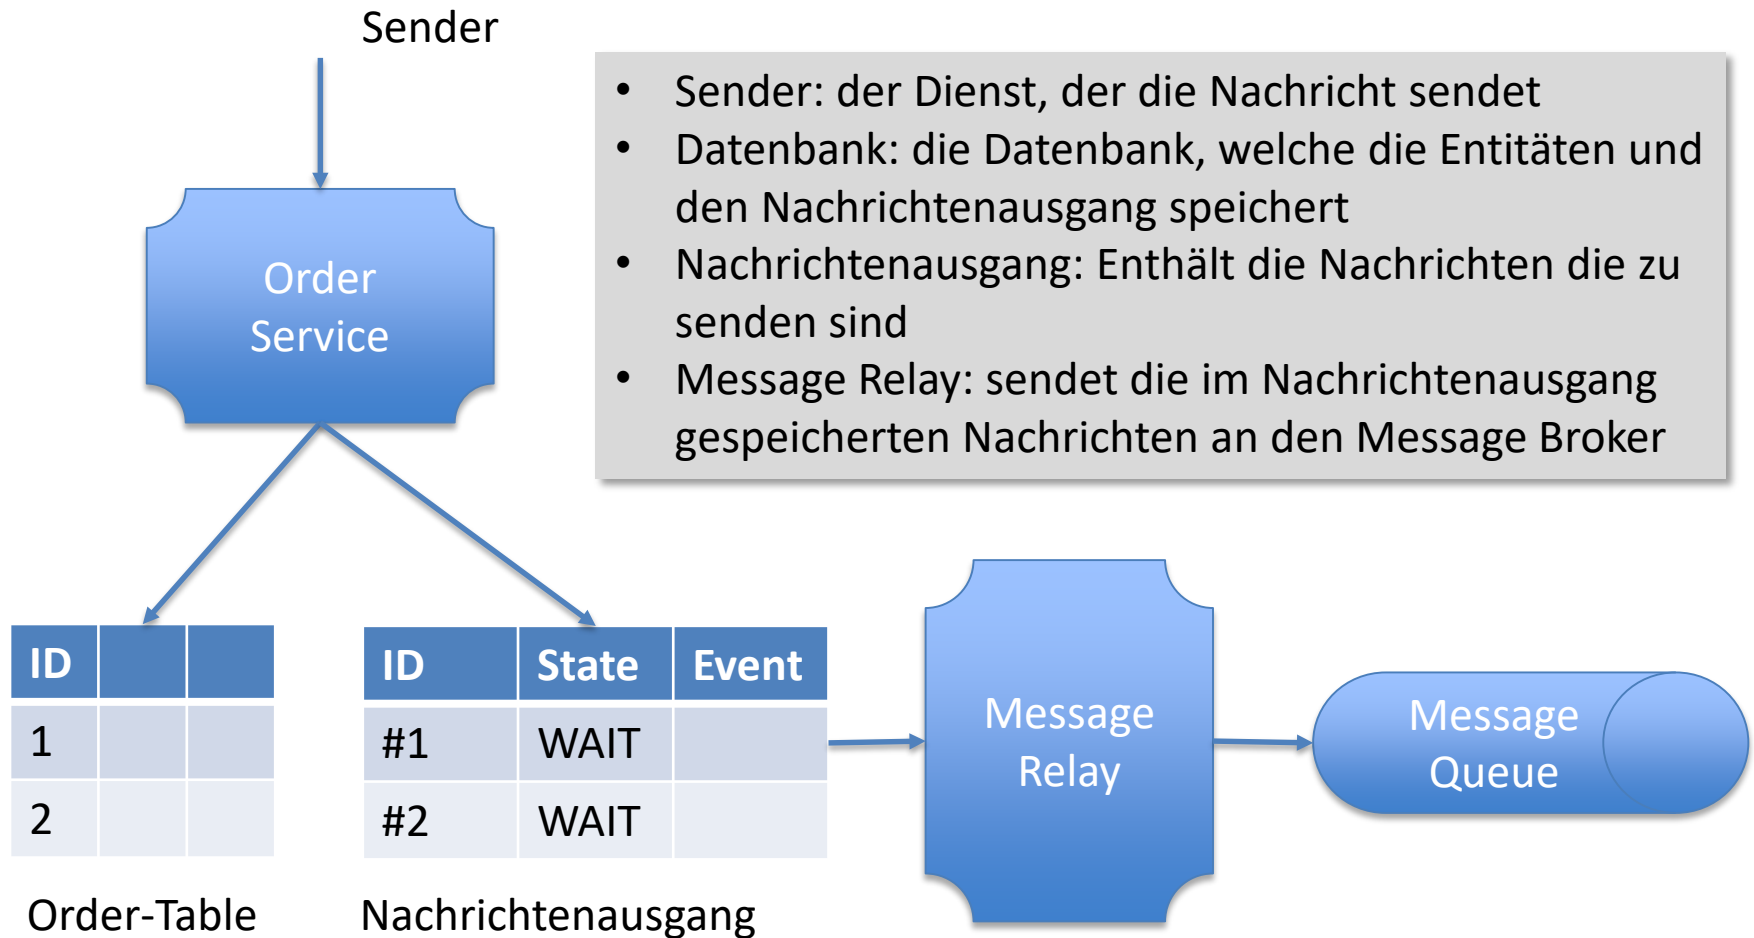 Sender
• Sender: der Dienst, der die Nachricht sendet
• Datenbank: die Datenbank, welche die Entitäten und
den Nachrichtenausgang speichert
• Nachrichtenausgang: Enthält die Nachrichten die zu
senden sind
• Message Relay: sendet die im Nachrichtenausgang
gespeicherten Nachrichten an den Message Broker
Order
Service
ID
1
2
Order-Table
ID State Event
#1 WAIT
#2 WAIT
Nachrichtenausgang
Message
Relay
Message
Queue